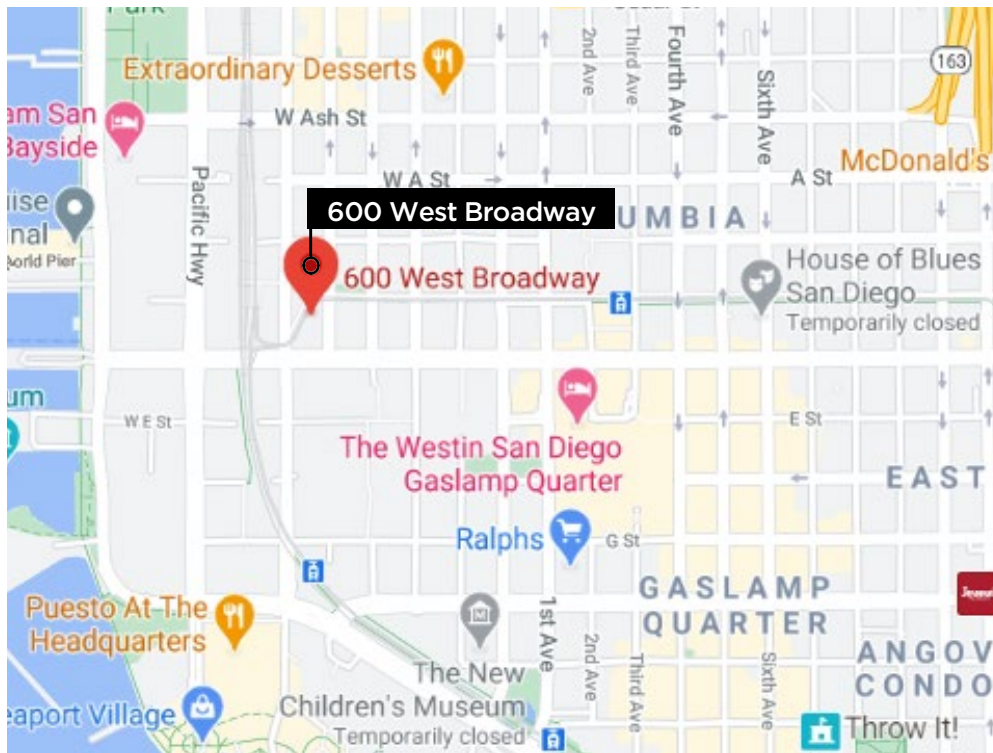 Park
Extraordinary Desserts
2nd Ave
Third Ave
Fourth Ave
Sixth Ave
163
am San
Bayside
W Ash St
McDonald's
Pacific Hwy
W A St
A St
ise
nal
World Pier
600 West Broadway
UMBIA
600 West Broadway
House of Blues
San Diego
Temporarily closed
um
W E St
E St
The Westin San Diego
Gaslamp Quarter
EAST
Ralphs
G St
Puesto At The
Headquarters
1st Ave
GASLAMP
QUARTER
2nd Ave
Third Ave
Sixth Ave
The New
Children's Museum
Temporarily closed
ANGOV
CONDO
eaport Village
Throw It!